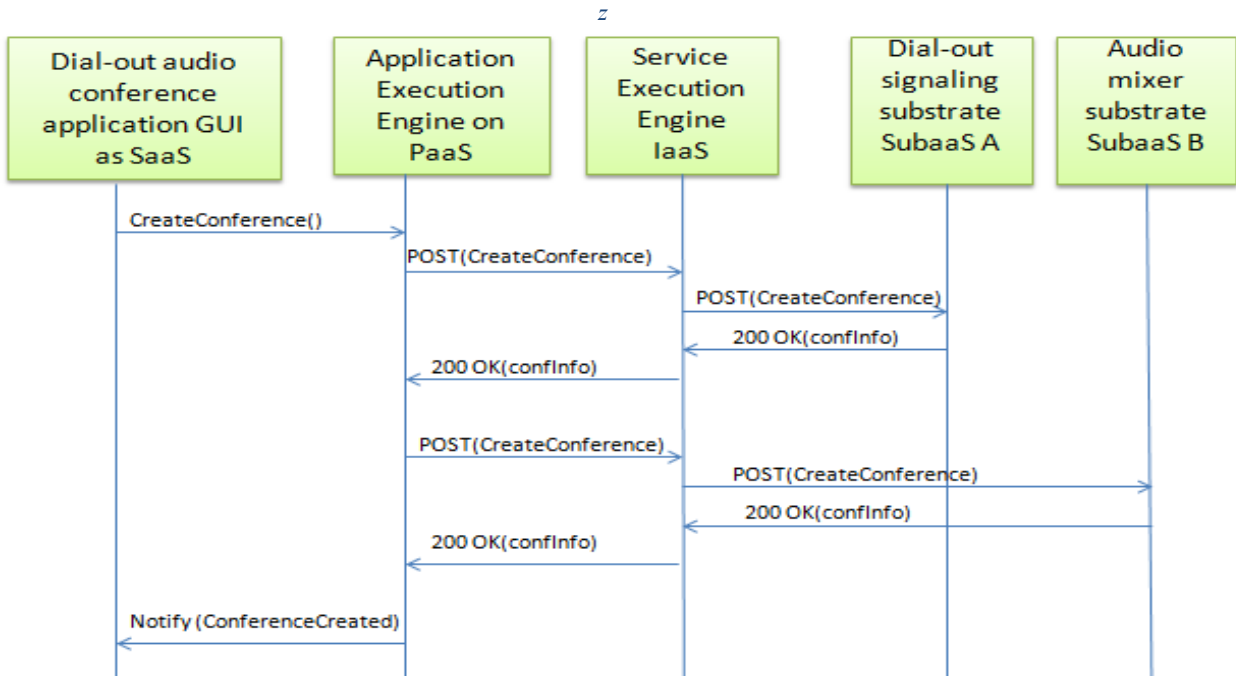 z
Dial-out audio
conference
application GUI
as SaaS
Application
Execution
Engine on
PaaS
Service
Execution
Engine
IaaS
Dial-out
signaling
substrate
SubaaS A
Audio
mixer
substrate
SubaaS B
CreateConference()
POST(CreateConference)
POST(CreateConference)
200 OK(confInfo)
200 OK(confInfo)
POST(CreateConference)
POST(CreateConference)
200 OK(confInfo)
200 OK(confInfo)
Notify (ConferenceCreated)